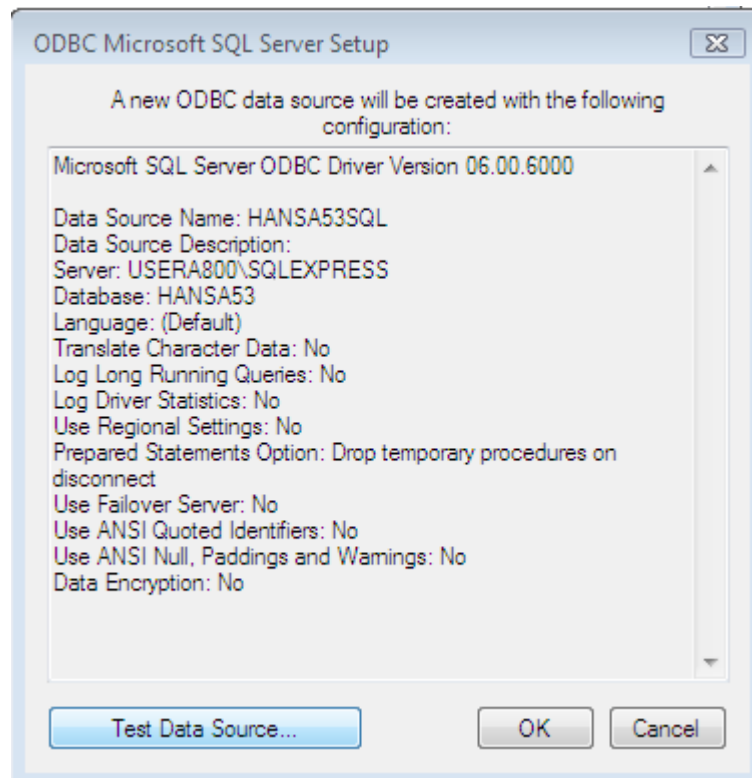 ODBC Microsoft SQL Server Setup
A new ODBC data source will be created with the following
configuration:
Microsoft SQL Server ODBC Driver Version 06.00.6000
Data Source Name: HANSA53SQL
Data Source Description:
Server: USERA800\SQLEXPRESS
Database: HANSA53
Language: (Default)
Translate Character Data: No
Log Long Running Queries: No
Log Driver Statistics: No
Use Regional Settings: No
Prepared Statements Option: Drop temporary procedures on
disconnect
Use Failover Server: No
Use ANSI Quoted Identifiers: No
Use ANSI Null, Paddings and Warnings: No
Data Encryption: No
Test Data Source...
OK
Cancel